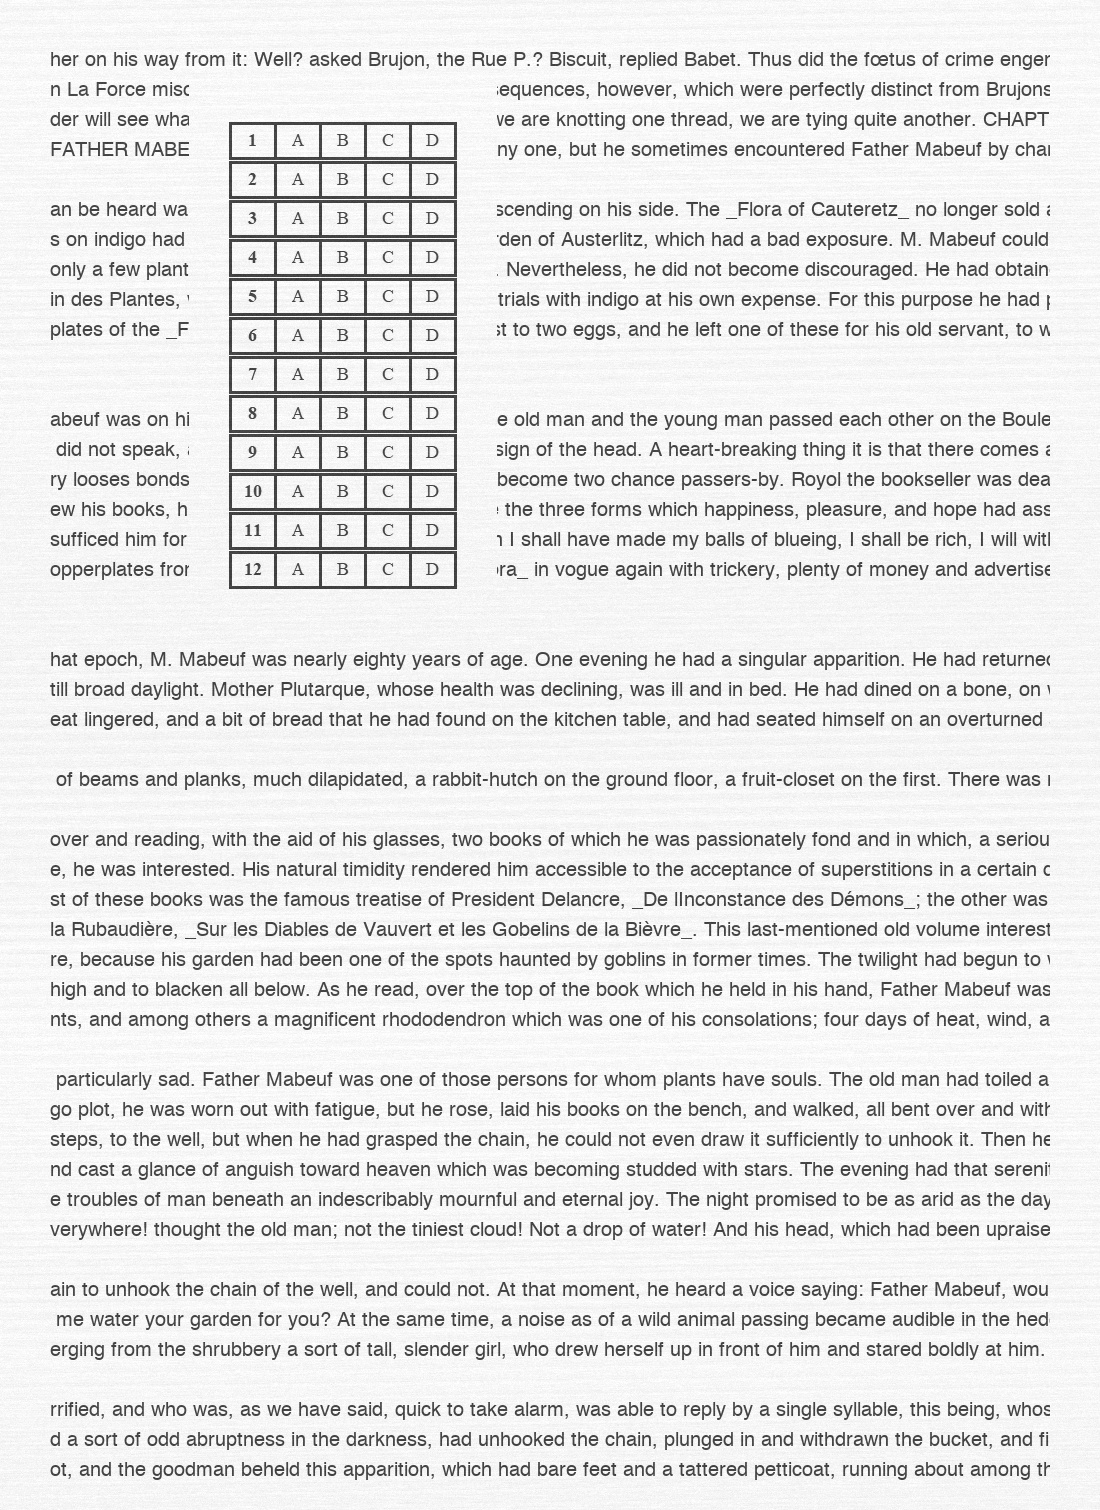 her on his way from it: Well? asked Brujon, the Rue P.? Biscuit, replied Babet. Thus did the fœtus of crime enger
n La Force misc sequences, however, which were perfectly distinct from Brujons
der will see wha we are knotting one thread, we are tying quite another. CHAPT
FATHER MABE ny one, but he sometimes encountered Father Mabeuf by char
an be heard wa scending on his side. The _Flora of Cauteretz_ no longer sold a
s on indigo had rden of Austerlitz, which had a bad exposure. M. Mabeuf could
only a few plant . Nevertheless, he did not become discouraged. He had obtain
in des Plantes, trials with indigo at his own expense. For this purpose he had p
plates of the _F st to two eggs, and he left one of these for his old servant, to w
abeuf was on hi e old man and the young man passed each other on the Boule
did not speak, sign of the head. A heart-breaking thing it is that there comes a
ry looses bonds become two chance passers-by. Royol the bookseller was dea
ew his books, h the three forms which happiness, pleasure, and hope had ass
sufficed him for n I shall have made my balls of blueing, I shall be rich, I will with
opperplates from ora_ in vogue again with trickery, plenty of money and advertise
1 A B C D
2 A B C D
3 A B C D
4 A B C D
5 A B C D
6 A B C D
7 A B C D
8 A B C D
9 A B C D
10 A B C D
11 A B C D
12 A B C D
hat epoch, M. Mabeuf was nearly eighty years of age. One evening he had a singular apparition. He had returned
till broad daylight. Mother Plutarque, whose health was declining, was ill and in bed. He had dined on a bone, on w
eat lingered, and a bit of bread that he had found on the kitchen table, and had seated himself on an overturned
of beams and planks, much dilapidated, a rabbit-hutch on the ground floor, a fruit-closet on the first. There was
over and reading, with the aid of his glasses, two books of which he was passionately fond and in which, a seriou
e, he was interested. His natural timidity rendered him accessible to the acceptance of superstitions in a certain
st of these books was the famous treatise of President Delancre, _De lInconstance des Démons_; the other was
la Rubaudière, _Sur les Diables de Vauvert et les Gobelins de la Bièvre_. This last-mentioned old volume interest
re, because his garden had been one of the spots haunted by goblins in former times. The twilight had begun to w
high and to blacken all below. As he read, over the top of the book which he held in his hand, Father Mabeuf was
nts, and among others a magnificent rhododendron which was one of his consolations; four days of heat, wind, a
particularly sad. Father Mabeuf was one of those persons for whom plants have souls. The old man had toiled a
go plot, he was worn out with fatigue, but he rose, laid his books on the bench, and walked, all bent over and with
steps, to the well, but when he had grasped the chain, he could not even draw it sufficiently to unhook it. Then he
nd cast a glance of anguish toward heaven which was becoming studded with stars. The evening had that serenit
e troubles of man beneath an indescribably mournful and eternal joy. The night promised to be as arid as the day
verywhere! thought the old man; not the tiniest cloud! Not a drop of water! And his head, which had been upraise
ain to unhook the chain of the well, and could not. At that moment, he heard a voice saying: Father Mabeuf, wou
me water your garden for you? At the same time, a noise as of a wild animal passing became audible in the hed
erging from the shrubbery a sort of tall, slender girl, who drew herself up in front of him and stared boldly at him.
rrified, and who was, as we have said, quick to take alarm, was able to reply by a single syllable, this being, whos
d a sort of odd abruptness in the darkness, had unhooked the chain, plunged in and withdrawn the bucket, and fi
ot, and the goodman beheld this apparition, which had bare feet and a tattered petticoat, running about among th